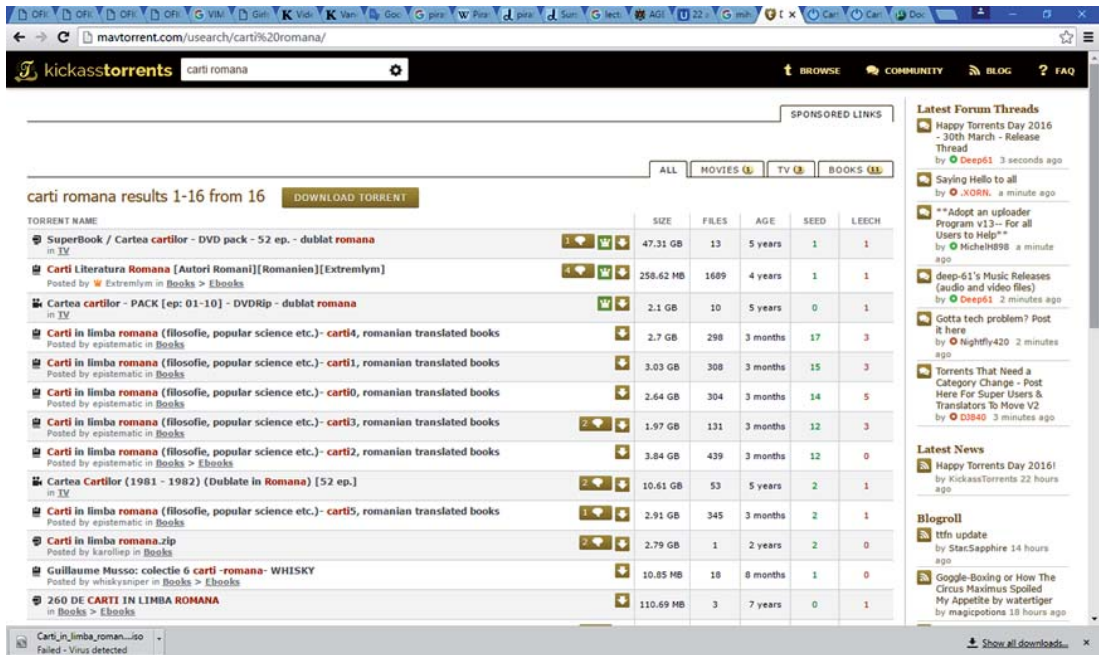 mavtorrent.com/usearch/carti%20romana/
kickasstorrents
carti romana
BROWSE COMMUNITY BLOG FAQ
SPONSORED LINKS
ALL MOVIES 1 TV 3 BOOKS 11
carti romana results 1-16 from 16 DOWNLOAD TORRENT
TORRENT NAME SIZE FILES AGE SEED LEECH
SuperBook / Cartea cartilor - DVD pack - 52 ep. - dublat romana 1 47.31 GB 13 5 years 1 1
in TV
Carti Literatura Romana [Autori Romani][Romanien][Extremlym] 4 258.62 MB 1689 4 years 1 1
Posted by Extremlym in Books > Ebooks
Cartea cartilor - PACK [ep: 01-10] - DVDRip - dublat romana 2.1 GB 10 5 years 0 1
in TV
Carti in limba romana (filosofie, popular science etc.)- carti4, romanian translated books 2.7 GB 298 3 months 17 3
Posted by epistematic in Books
Carti in limba romana (filosofie, popular science etc.)- carti1, romanian translated books 3.03 GB 308 3 months 15 3
Posted by epistematic in Books
Carti in limba romana (filosofie, popular science etc.)- carti0, romanian translated books 2.64 GB 304 3 months 14 5
Posted by epistematic in Books
Carti in limba romana (filosofie, popular science etc.)- carti3, romanian translated books 2 1.97 GB 131 3 months 12 3
Posted by epistematic in Books
Carti in limba romana (filosofie, popular science etc.)- carti2, romanian translated books 3.84 GB 439 3 months 12 0
Posted by epistematic in Books > Ebooks
Cartea Cartilor (1981 - 1982) (Dublate in Romana) [52 ep.] 2 10.61 GB 53 5 years 2 1
in TV
Carti in limba romana (filosofie, popular science etc.)- carti5, romanian translated books 1 2.91 GB 345 3 months 2 1
Posted by epistematic in Books
Carti in limba romana.zip 2 2.79 GB 1 2 years 2 0
Posted by karolliep in Books
Guillaume Musso: colectie 6 carti -romana- WHISKY 10.85 MB 18 8 months 1 0
Posted by whiskysniper in Books > Ebooks
260 DE CARTI IN LIMBA ROMANA 110.69 MB 3 7 years 0 1
in Books > Ebooks
Latest Forum Threads
Happy Torrents Day 2016
- 30th March - Release
Thread
by Deep61 3 seconds ago
Saying Hello to all
by .XORN. a minute ago
**Adopt an uploader
Program v13-- For all
Users to Help**
by MichelH898 a minute
ago
deep-61's Music Releases
(audio and video files)
by Deep61 2 minutes ago
Gotta tech problem? Post
it here
by Nightfly420 2 minutes
ago
Torrents That Need a
Category Change - Post
Here For Super Users &
Translators To Move V2
by DJ840 3 minutes ago
Latest News
Happy Torrents Day 2016!
by KickassTorrents 22 hours
ago
Blogroll
ttfn update
by Star.Sapphire 14 hours
ago
Goggle-Boxing or How The
Circus Maximus Spoiled
My Appetite by watertiger
by magicpotions 18 hours ago
Carti_in_limba_roman....iso
Failed - Virus detected
Show all downloads...